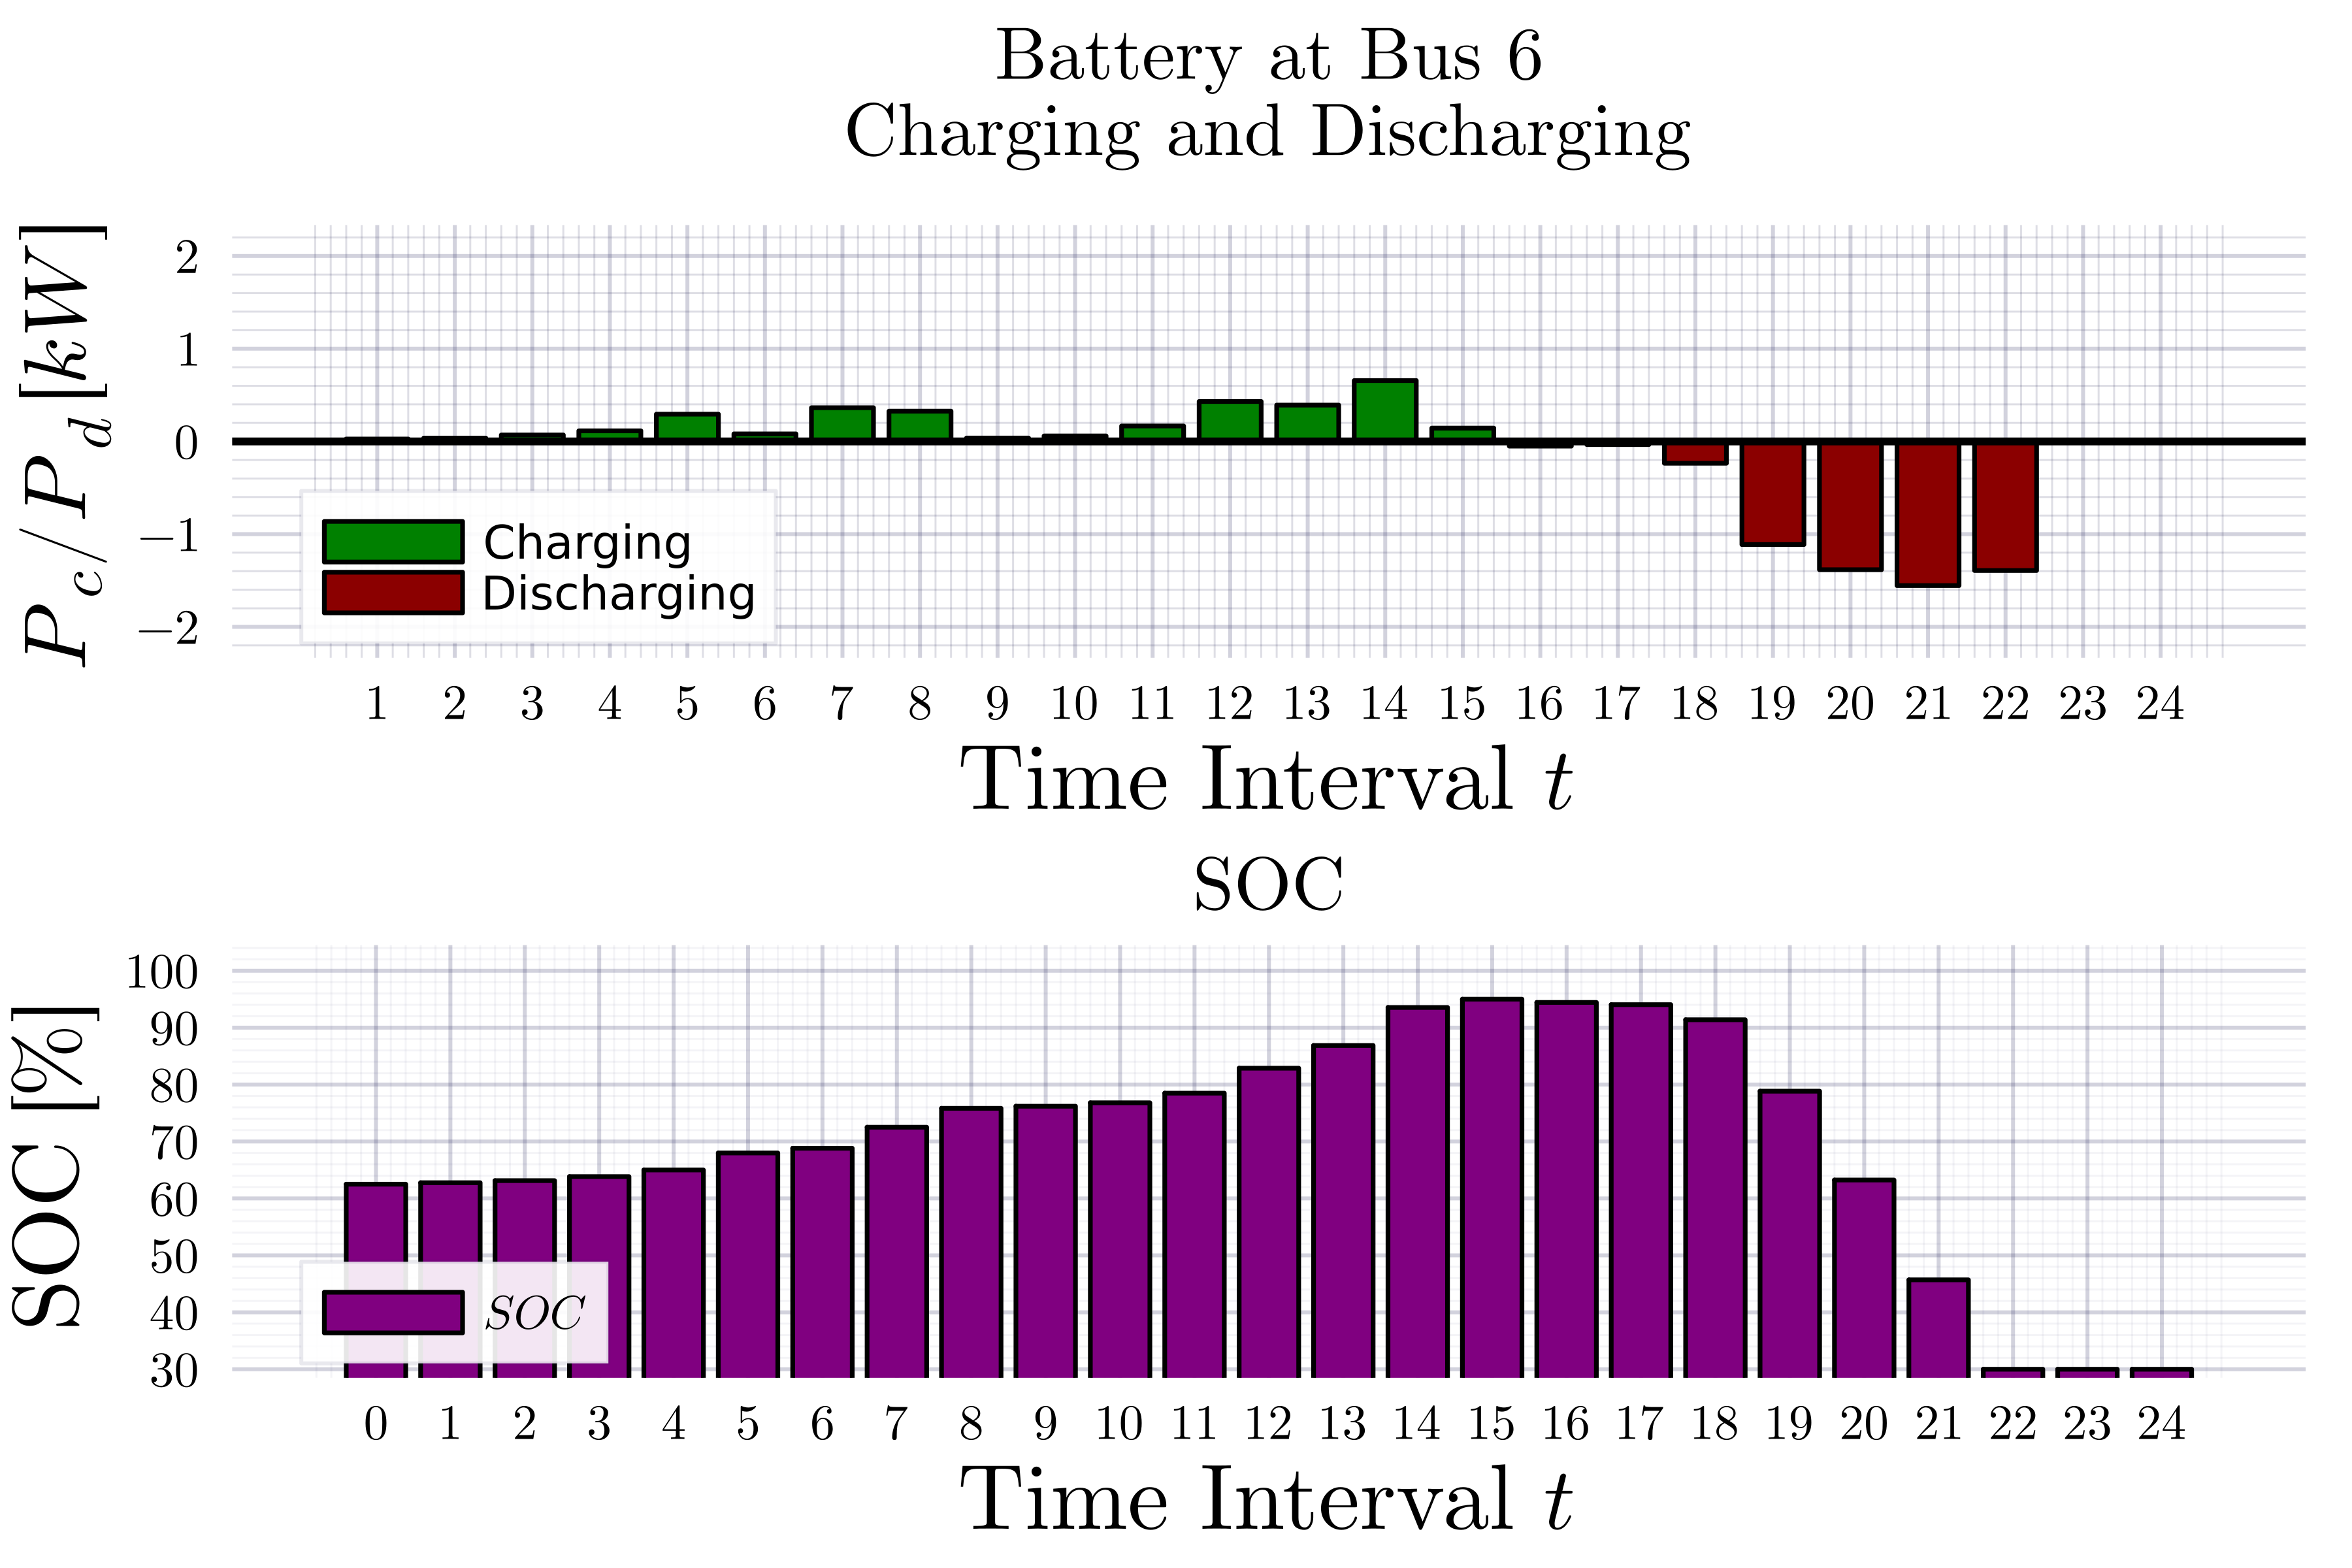 Battery at Bus 6
Charging and Discharging
P_c/P_d [kW]
2
1
0
−1
−2
Charging
Discharging
1 2 3 4 5 6 7 8 9 10 11 12 13 14 15 16 17 18 19 20 21 22 23 24
Time Interval t
SOC
SOC [%]
100
90
80
70
60
50
40
30
SOC
0 1 2 3 4 5 6 7 8 9 10 11 12 13 14 15 16 17 18 19 20 21 22 23 24
Time Interval t